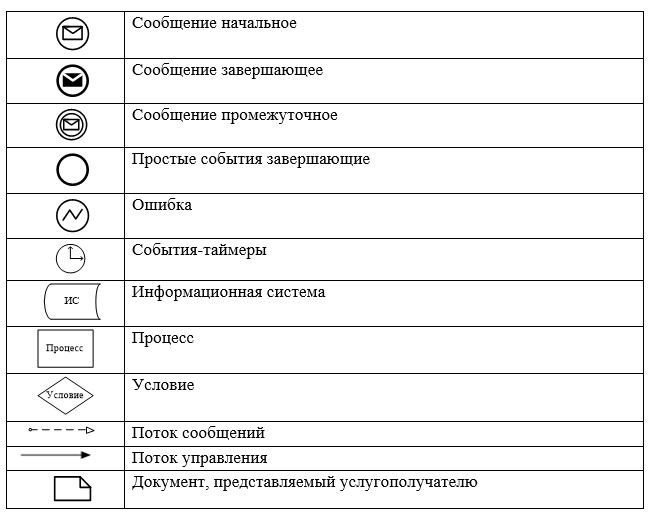 Сообщение начальное
Сообщение завершающее
Сообщение промежуточное
Простые события завершающие
Ошибка
События-таймеры
ИС
Информационная система
Процесс
Процесс
Условие
Условие
Поток сообщений
Поток управления
Документ, представляемый услугополучателю